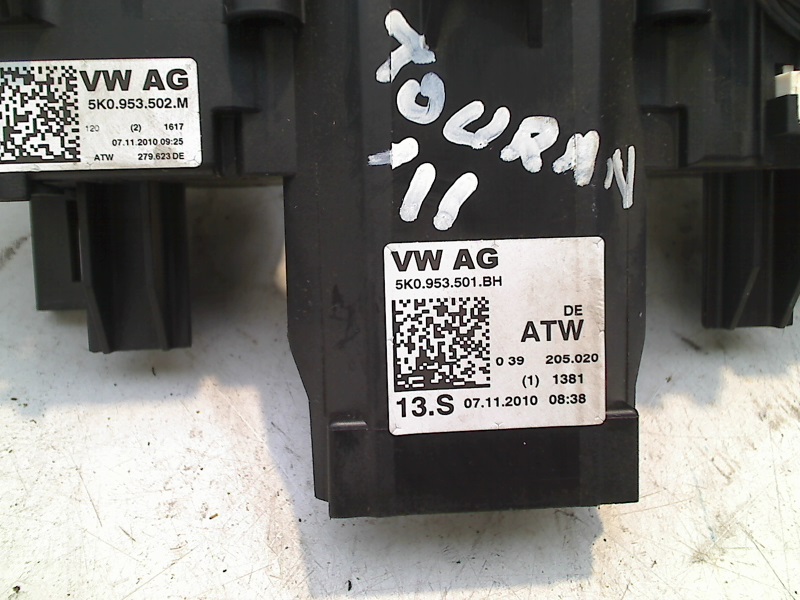 VW AG
5K0.953.502.M
120 (2) 1617
07.11.2010 09:25
ATW 279.623 DE
TOURAN
'11
VW AG
5K0.953.501.BH
DE
ATW
0 39 205.020
(1) 1381
13.S 07.11.2010 08:38